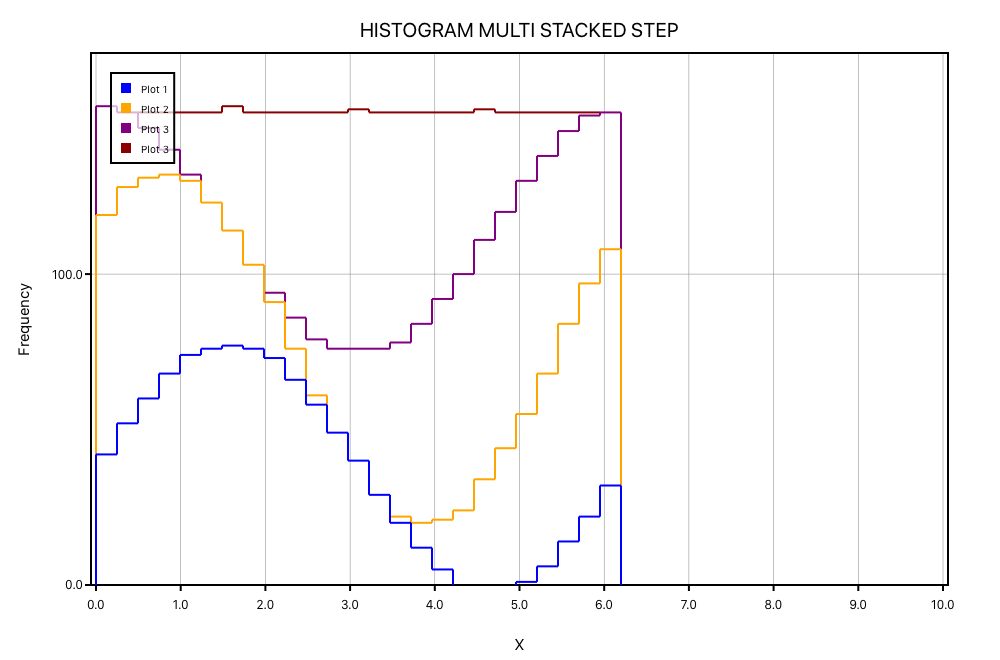 HISTOGRAM MULTI STACKED STEP
Plot 1
Plot 2
Plot 3
Plot 3
Frequency
100.0
0.0
0.0 1.0 2.0 3.0 4.0 5.0 6.0 7.0 8.0 9.0 10.0
X